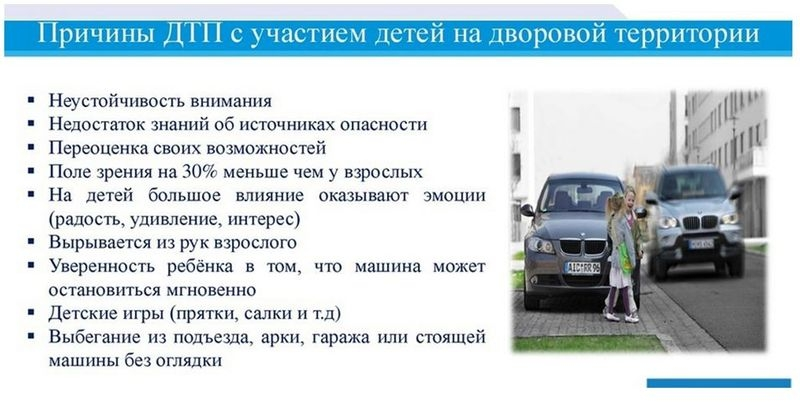 Причины ДТП с участием детей на дворовой территории
▪ Неустойчивость внимания
▪ Недостаток знаний об источниках опасности
▪ Переоценка своих возможностей
▪ Поле зрения на 30% меньше чем у взрослых
▪ На детей большое влияние оказывают эмоции
(радость, удивление, интерес)
▪ Вырывается из рук взрослого
▪ Уверенность ребёнка в том, что машина может
остановиться мгновенно
▪ Детские игры (прятки, салки и т.д)
▪ Выбегание из подъезда, арки, гаража или стоящей
машины без оглядки